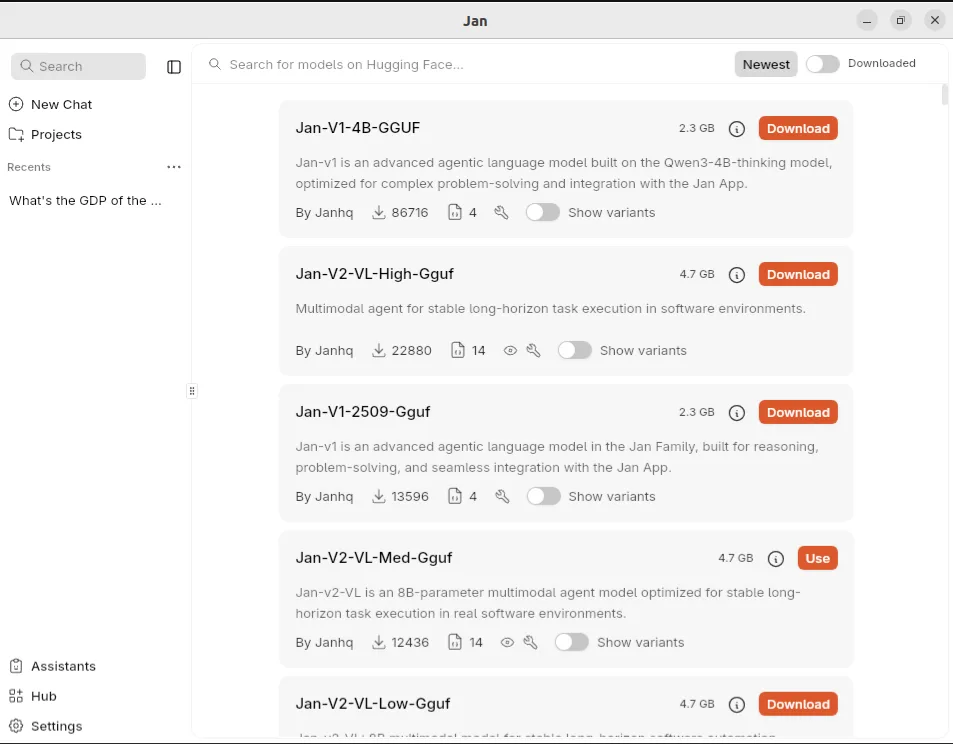 Jan
Search
Search for models on Hugging Face...
Newest
Downloaded
New Chat
Projects
Recents
What's the GDP of the ...
Jan-V1-4B-GGUF
2.3 GB
Download
Jan-v1 is an advanced agentic language model built on the Qwen3-4B-thinking model,
optimized for complex problem-solving and integration with the Jan App.
By Janhq 86716 4 Show variants
Jan-V2-VL-High-Gguf
4.7 GB
Download
Multimodal agent for stable long-horizon task execution in software environments.
By Janhq 22880 14 Show variants
Jan-V1-2509-Gguf
2.3 GB
Download
Jan-v1 is an advanced agentic language model in the Jan Family, built for reasoning,
problem-solving, and seamless integration with the Jan App.
By Janhq 13596 4 Show variants
Jan-V2-VL-Med-Gguf
4.7 GB
Use
Jan-v2-VL is an 8B-parameter multimodal agent model optimized for stable long-
horizon task execution in real software environments.
By Janhq 12436 14 Show variants
Jan-V2-VL-Low-Gguf
4.7 GB
Download
Assistants
Hub
Settings